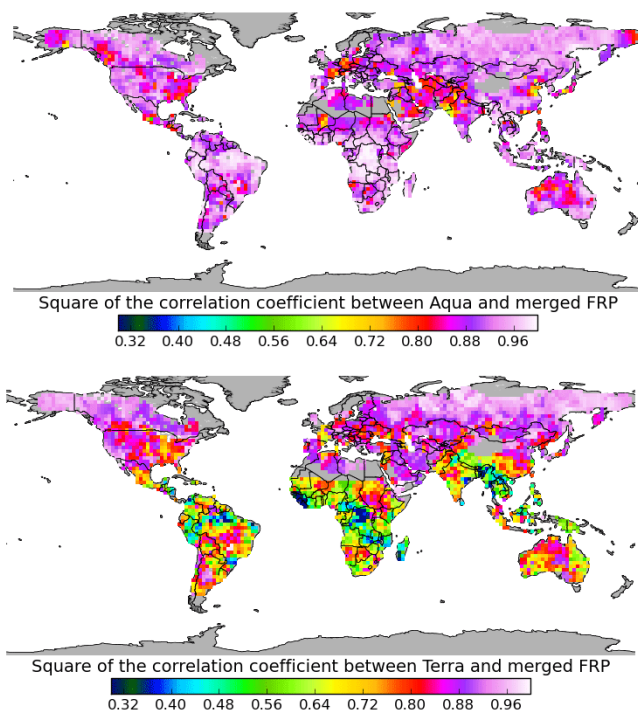 Square of the correlation coefficient between Aqua and merged FRP
0.32 0.40 0.48 0.56 0.64 0.72 0.80 0.88 0.96
Square of the correlation coefficient between Terra and merged FRP
0.32 0.40 0.48 0.56 0.64 0.72 0.80 0.88 0.96